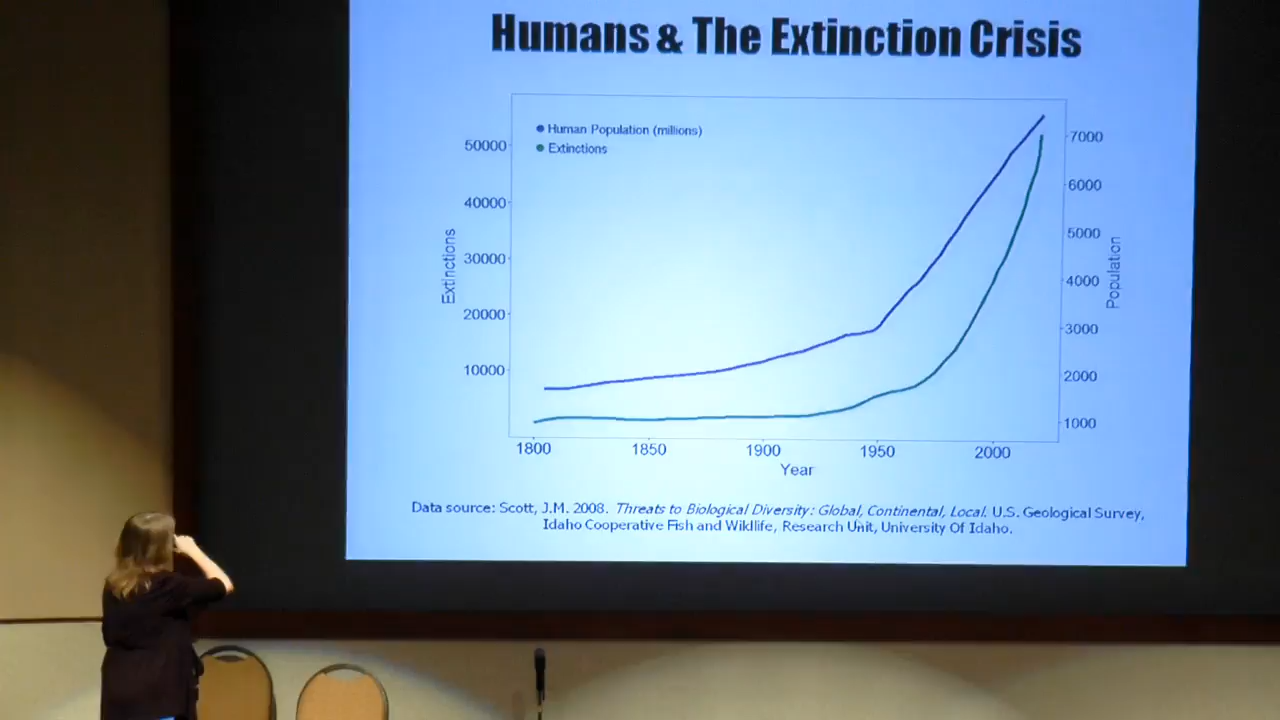 Humans & The Extinction Crisis
Human Population (millions)
Extinctions
50000
40000
30000
20000
10000
Extinctions
7000
6000
5000
4000
3000
2000
1000
Population
1800 1850 1900 1950 2000
Year
Data source: Scott, J.M. 2008. Threats to Biological Diversity: Global, Continental, Local. U.S. Geological Survey,
Idaho Cooperative Fish and Wildlife, Research Unit, University Of Idaho.